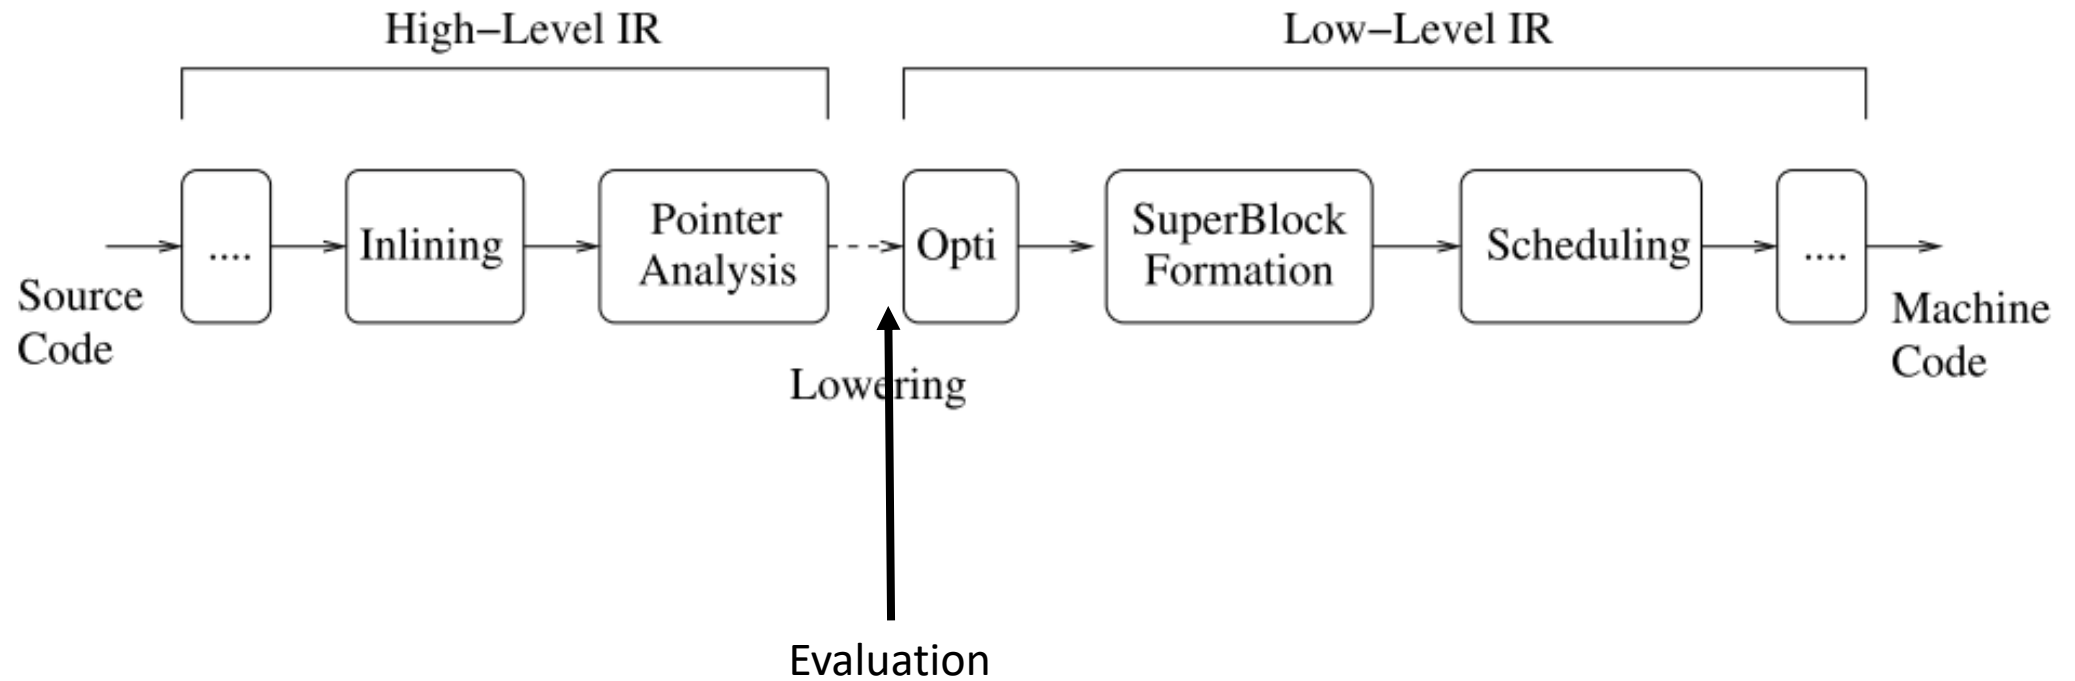 High–Level IR
Low–Level IR
....
Inlining
Pointer
Analysis
Opti
SuperBlock
Formation
Scheduling
....
Source
Code
Machine
Code
Lowering
Evaluation